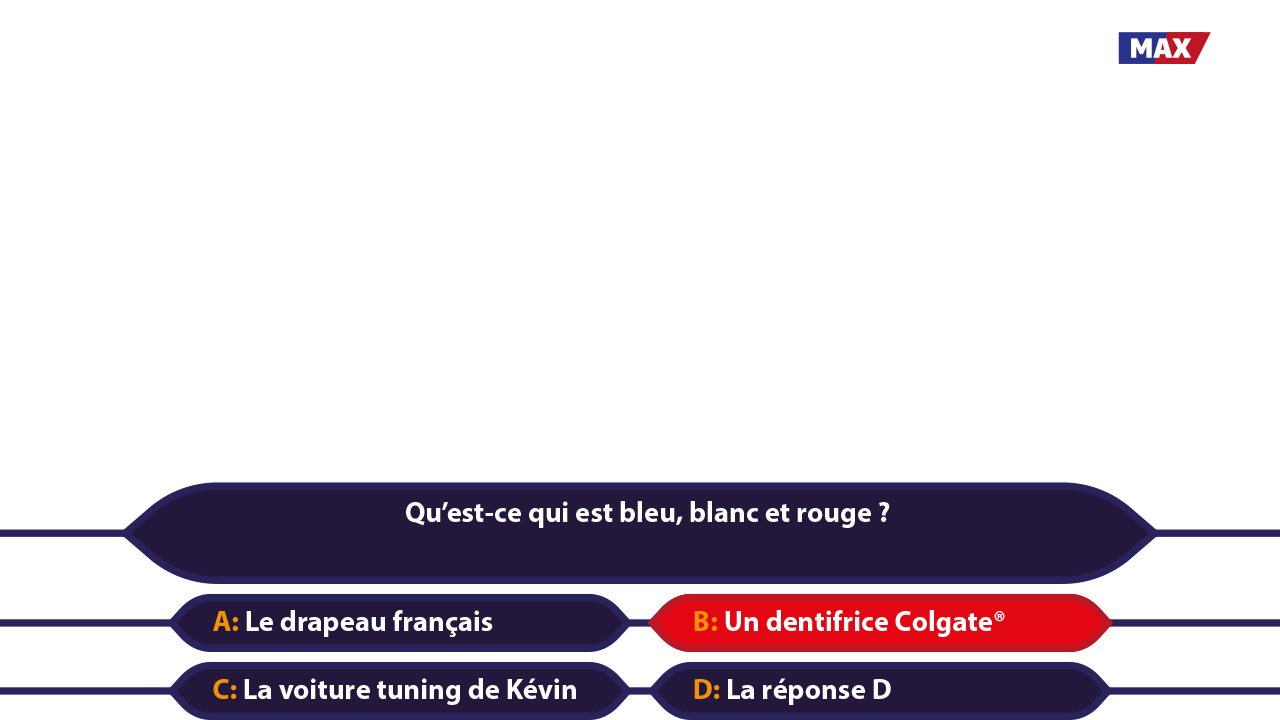 MAX
Qu’est-ce qui est bleu, blanc et rouge ?
A: Le drapeau français
B: Un dentifrice Colgate®
C: La voiture tuning de Kévin
D: La réponse D